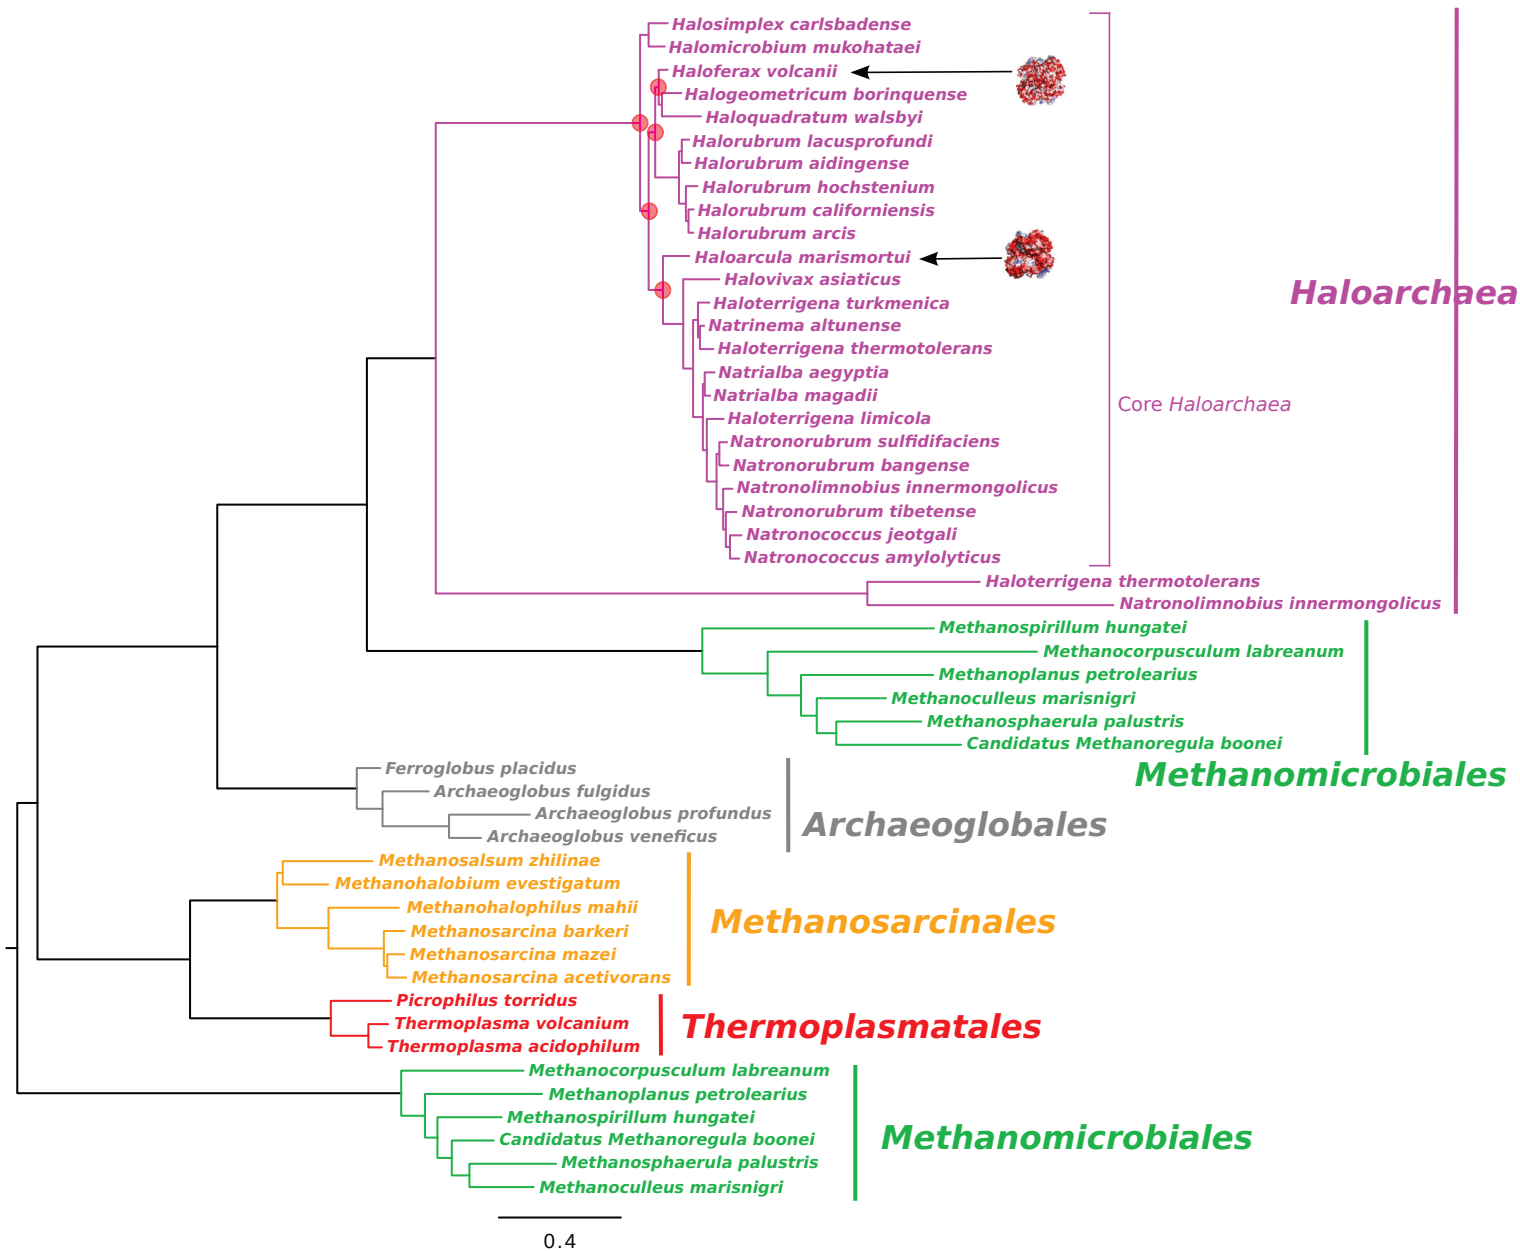 Halosimplex carlsbadense
Halomicrobium mukohataei
Haloferax volcanii
Halogeometricum borinquense
Haloquadratum walsbyi
Halorubrum lacusprofundi
Halorubrum aidingense
Halorubrum hochstenium
Halorubrum californiensis
Halorubrum arcis
Haloarcula marismortui
Halovivax asiaticus
Haloterrigena turkmenica
Natrinema altunense
Haloterrigena thermotolerans
Natrialba aegyptia
Natrialba magadii
Haloterrigena limicola
Natronorubrum sulfidifaciens
Natronorubrum bangense
Natronolimnobius innermongolicus
Natronorubrum tibetense
Natronococcus jeotgali
Natronococcus amylolyticus
Core Haloarchaea
Haloterrigena thermotolerans
Natronolimnobius innermongolicus
Haloarchaea
Methanospirillum hungatei
Methanocorpusculum labreanum
Methanoplanus petrolearius
Methanoculleus marisnigri
Methanosphaerula palustris
Candidatus Methanoregula boonei
Methanomicrobiales
Ferroglobus placidus
Archaeoglobus fulgidus
Archaeoglobus profundus
Archaeoglobus veneficus
Archaeoglobales
Methanosalsum zhilinae
Methanohalobium evestigatum
Methanohalophilus mahii
Methanosarcina barkeri
Methanosarcina mazei
Methanosarcina acetivorans
Methanosarcinales
Picrophilus torridus
Thermoplasma volcanium
Thermoplasma acidophilum
Thermoplasmatales
Methanocorpusculum labreanum
Methanoplanus petrolearius
Methanospirillum hungatei
Candidatus Methanoregula boonei
Methanosphaerula palustris
Methanoculleus marisnigri
Methanomicrobiales
0.4